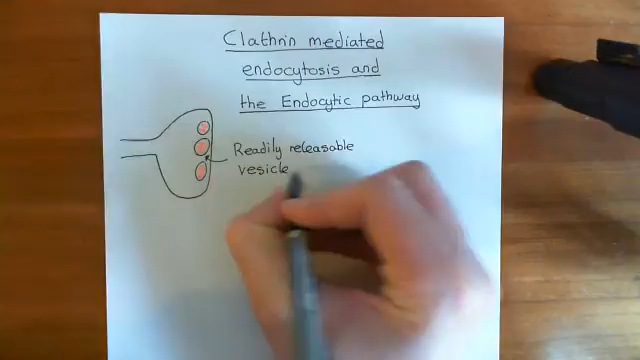 Clathrin mediated
endocytosis and
the Endocytic pathway
Readily releasable
vesicle